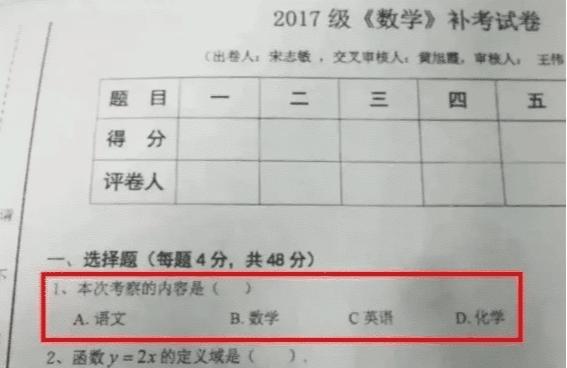 2017 级《数学》补考试卷
（出卷人：宋志敏 ，交叉审核人：黄旭霞，审核人： 王伟
题 目 一 二 三 四 五
得 分
评卷人
一、选择题（每题 4 分，共 48 分）
1、本次考察的内容是（ ）
A. 语文 B. 数学 C 英语 D. 化学
2、函数 y = 2x 的定义域是（ ）.